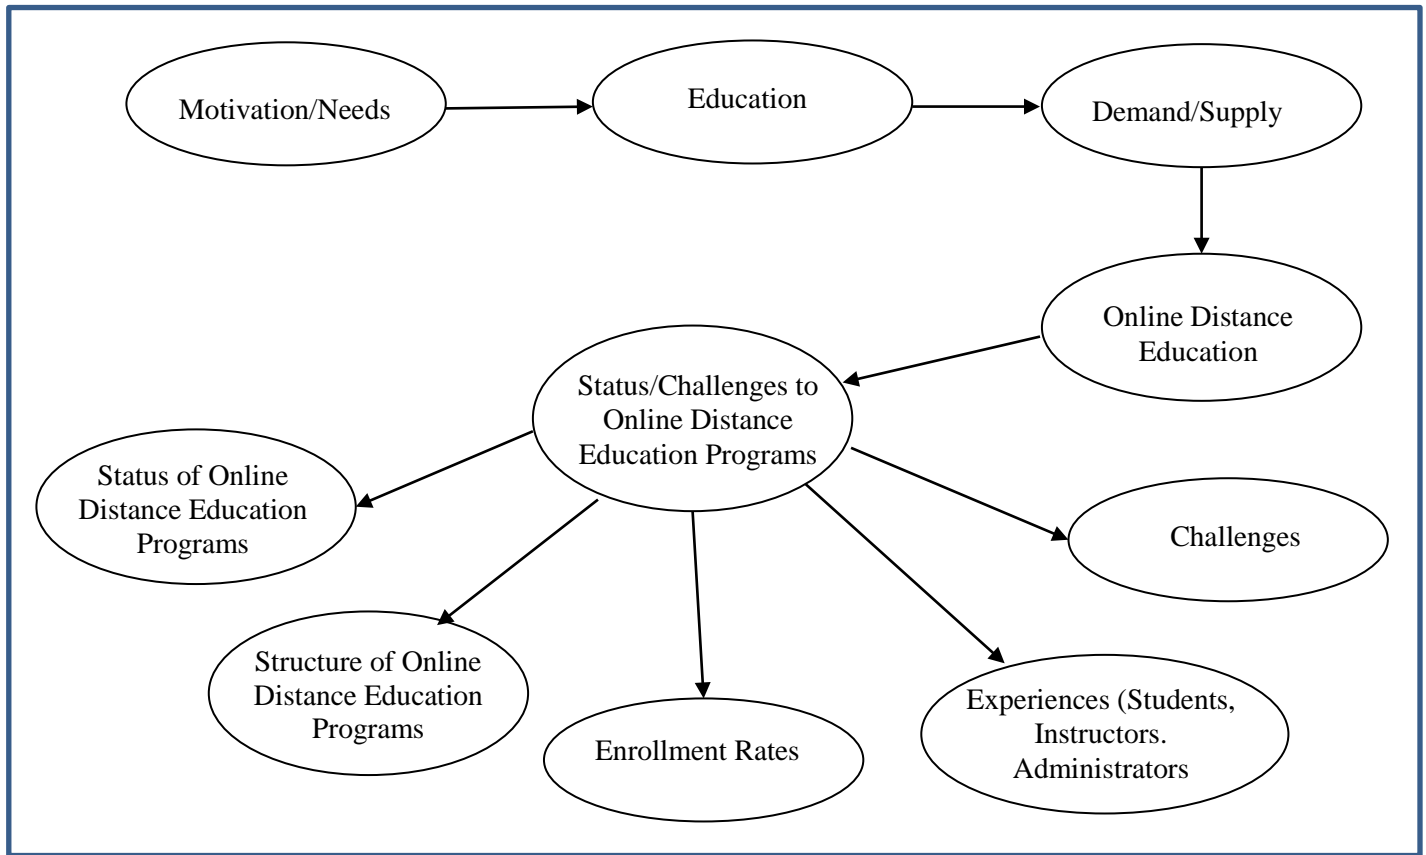 Motivation/Needs
Education
Demand/Supply
Online Distance
Education
Status/Challenges to
Online Distance
Education Programs
Status of Online
Distance Education
Programs
Challenges
Structure of Online
Distance Education
Programs
Enrollment Rates
Experiences (Students,
Instructors.
Administrators